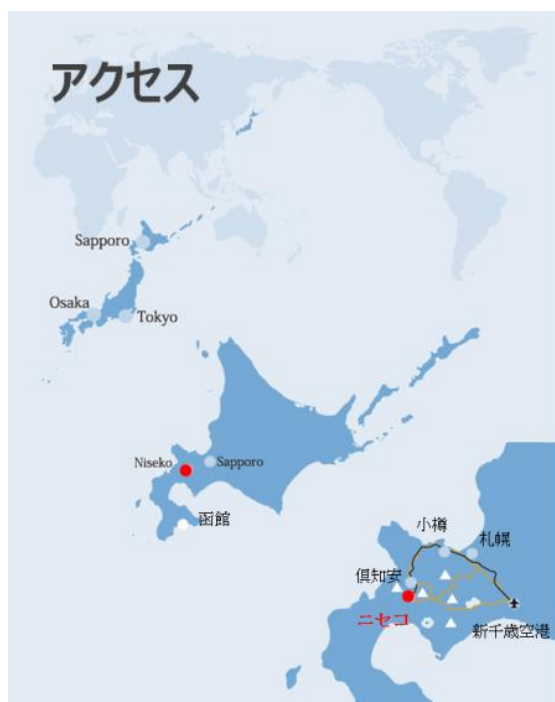 アクセス
Sapporo
Osaka
Tokyo
Niseko
Sapporo
函館
小樽
札幌
倶知安
ニセコ
新千歳空港